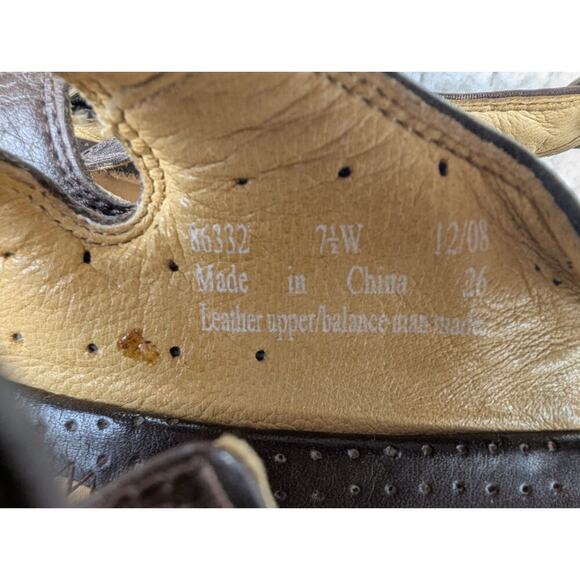 86332 7½W 12/08
Made in China 26
Leather upper/balance man made.